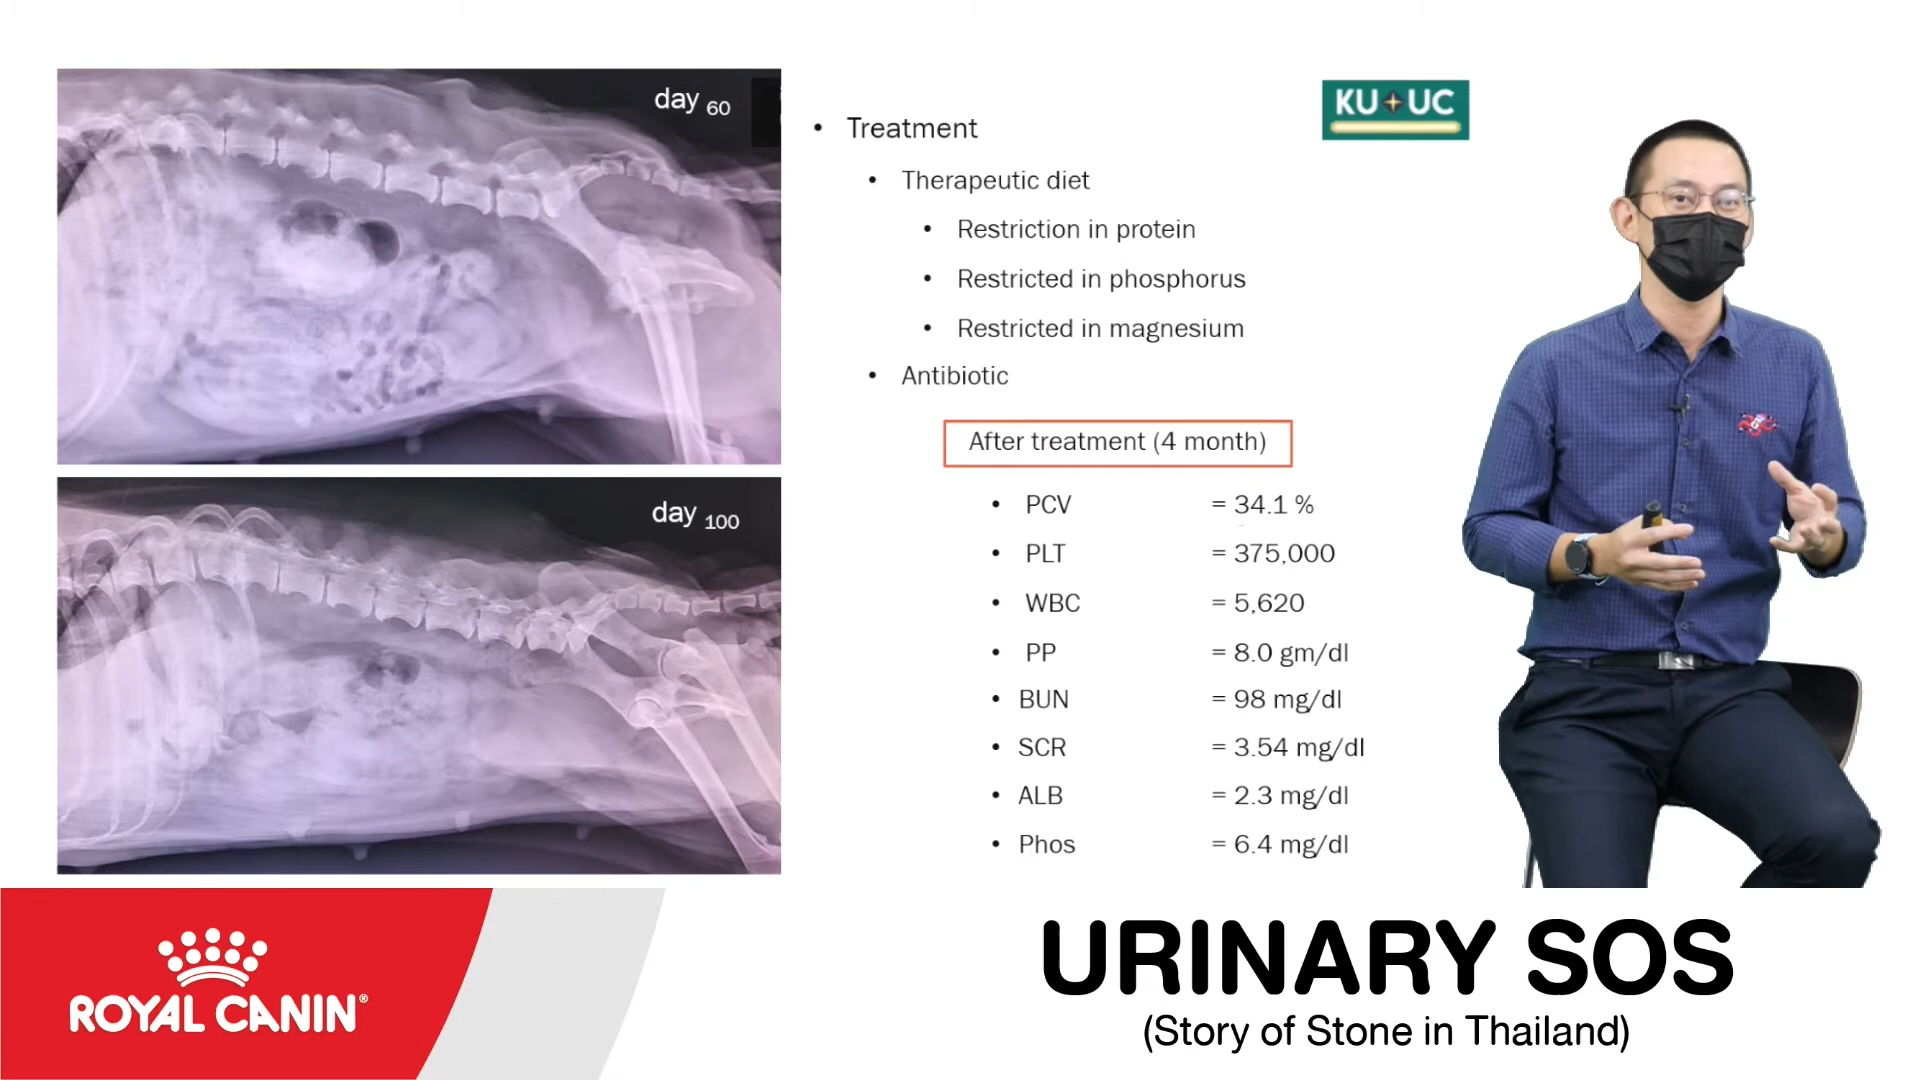 day 60
day 100
KU UC
• Treatment
• Therapeutic diet
• Restriction in protein
• Restricted in phosphorus
• Restricted in magnesium
• Antibiotic
After treatment (4 month)
• PCV = 34.1 %
• PLT = 375,000
• WBC = 5,620
• PP = 8.0 gm/dl
• BUN = 98 mg/dl
• SCR = 3.54 mg/dl
• ALB = 2.3 mg/dl
• Phos = 6.4 mg/dl
ROYAL CANIN®
URINARY SOS
(Story of Stone in Thailand)